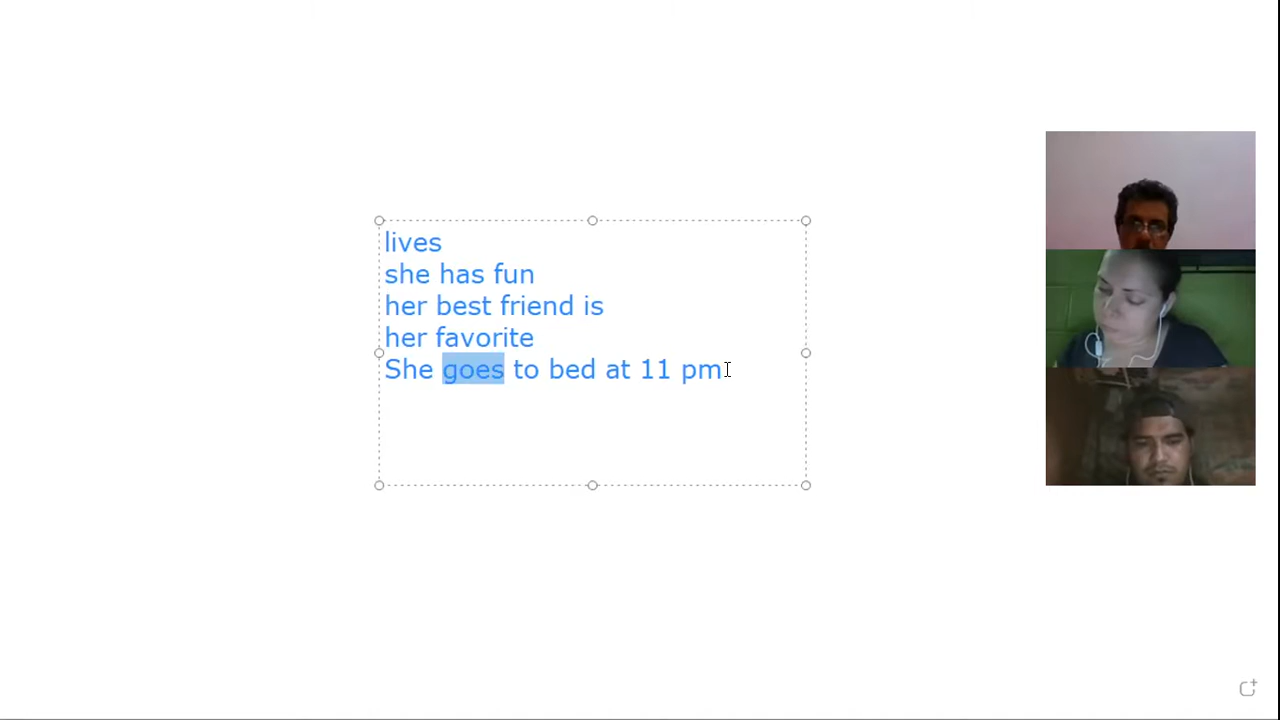 lives
she has fun
her best friend is
her favorite
She goes to bed at 11 pm